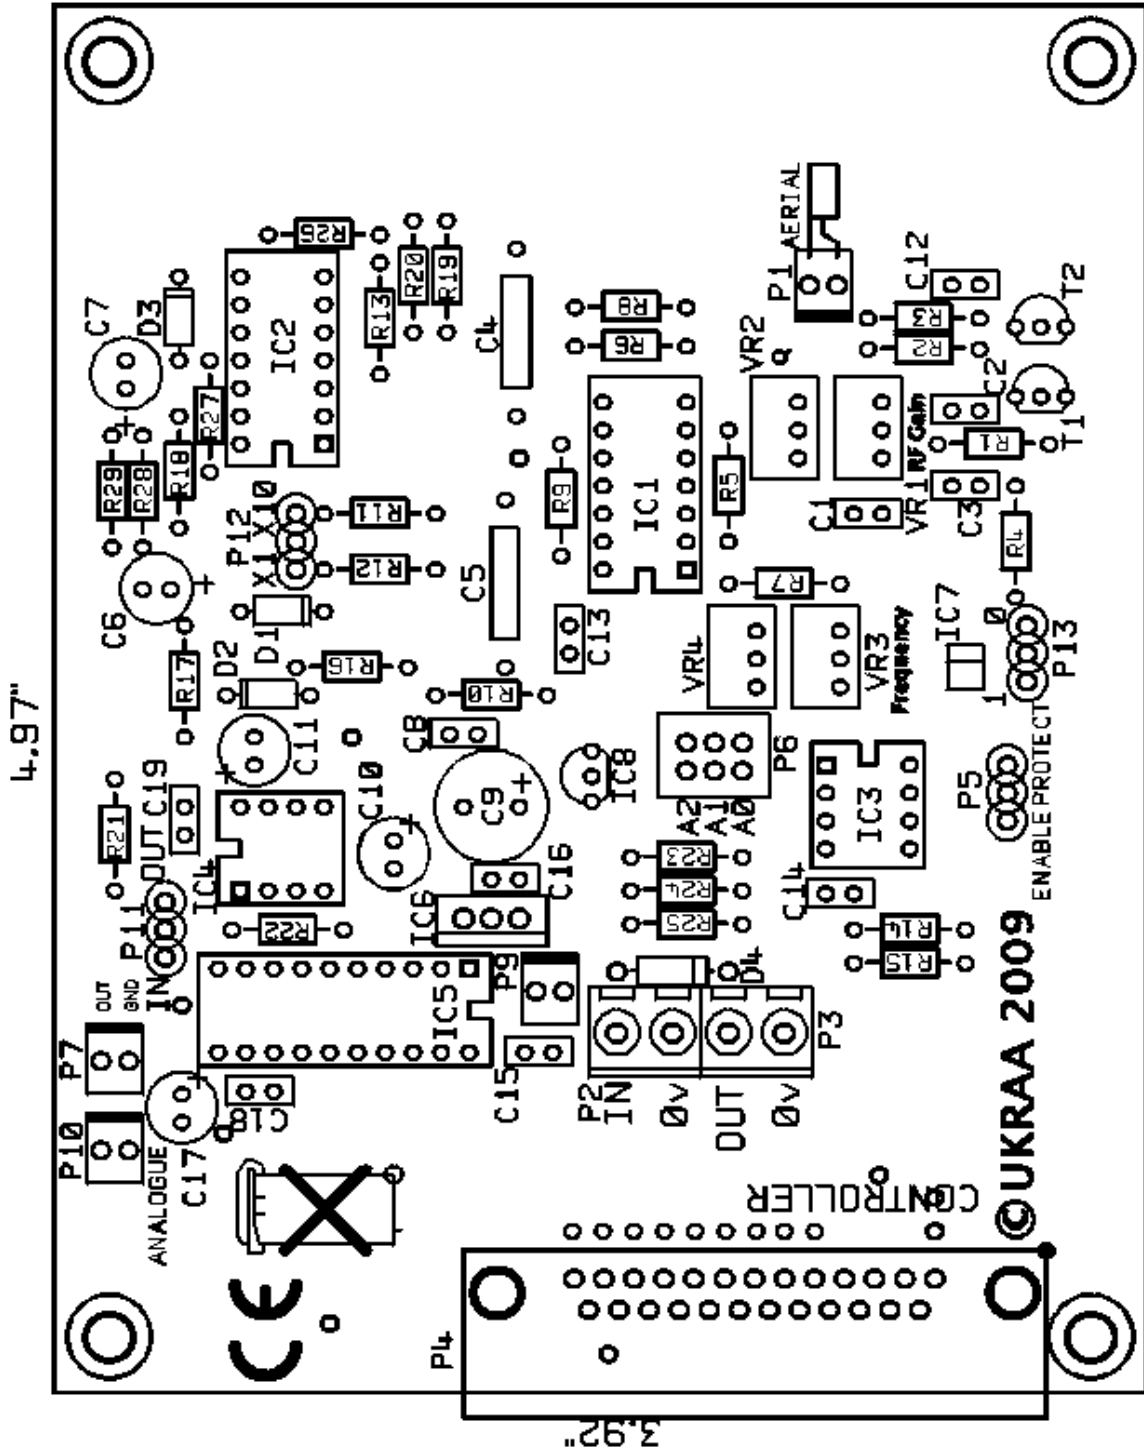 4.97"
C7
D3
R26
R20
R19
R13
IC2
C4
R29
R28
R18
R27
P12
X1
X10
R11
R12
C6
D1
D2
R17
R16
C5
R10
C13
R8
R6
R9
IC1
R5
R7
P1
AERIAL
VR2
Q
C12
R3
R2
T2
C2
RF Gain
VR1
R1
T1
C1
C3
R4
IC7
0
P13
1
VR4
VR3
Frequency
C11
C8
C10
C9
IC8
P6
A2
A1
A0
IC3
P5
ENABLE PROTECT
R21
OUT
C19
IC4
P11
IN
R22
IC6
C16
R23
R24
R25
C14
R14
R15
P7
OUT
GND
IC5
P9
D4
P3
P10
ANALOGUE
C17
C18
C15
P2
IN
0v
OUT
0v
CONTROLLER
© UKRAA 2009
CE
P4
3.92"